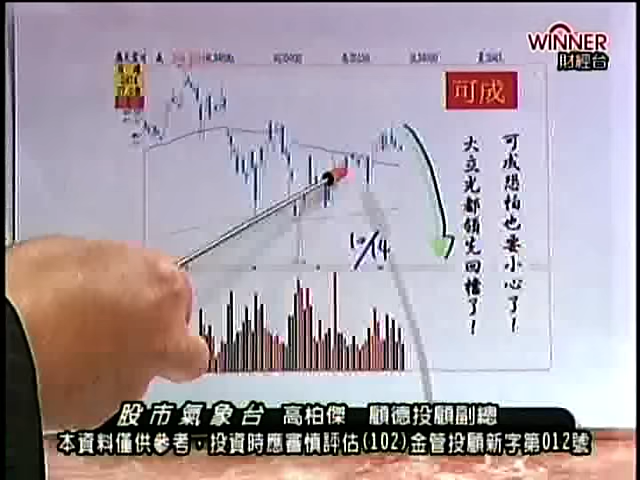 WINNER
財經台
可成
可成恐怕也要小心了！
大立光都領先回檔了！
10/14
股市氣象台 高柏傑 顧德投顧副總
本資料僅供參考，投資時應審慎評估(102)金管投顧新字第012號